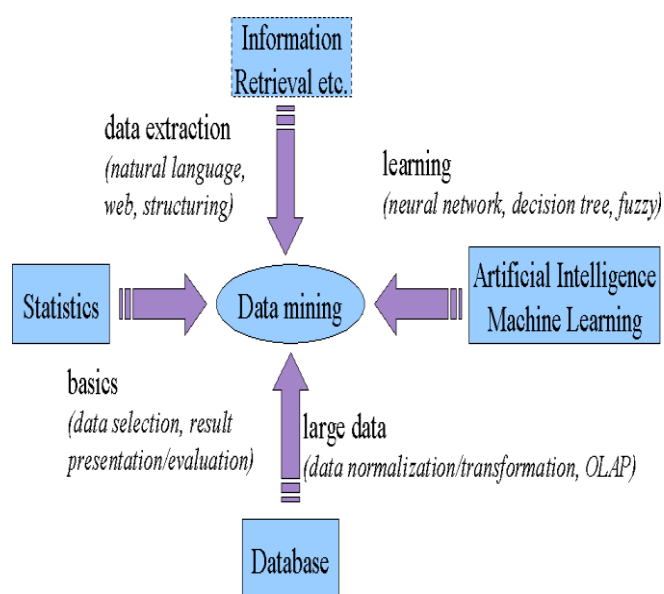 Information
Retrieval etc.
data extraction
(natural language,
web, structuring)
learning
(neural network, decision tree, fuzzy)
Statistics
Data mining
Artificial Intelligence
Machine Learning
basics
(data selection, result
presentation/evaluation)
large data
(data normalization/transformation, OLAP)
Database